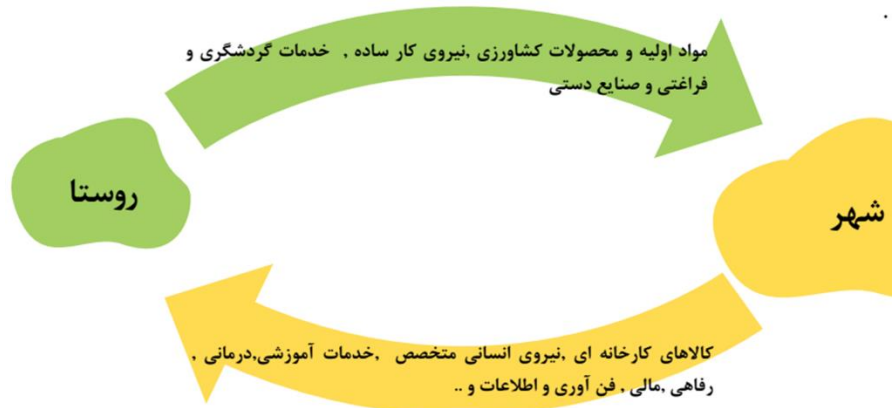 مواد اولیه و محصولات کشاورزی ,نیروی کار ساده , خدمات گردشگری و
فراغتی و صنایع دستی
روستا
شهر
کالاهای کارخانه ای ,نیروی انسانی متخصص ,خدمات آموزشی,درمانی ,
رفاهی ,مالی , فن آوری و اطلاعات و ..